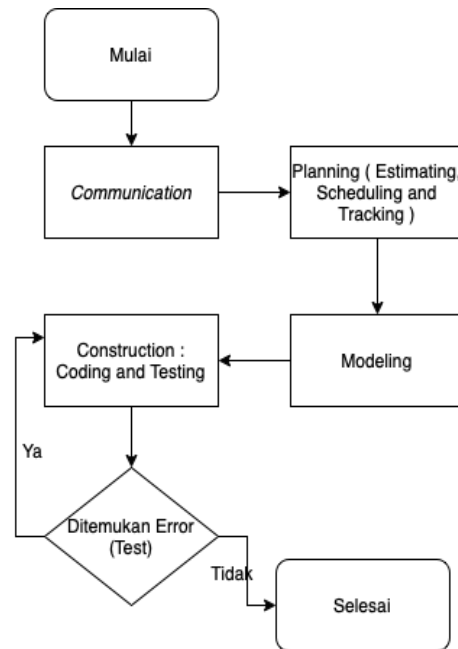 Mulai
Communication
Planning ( Estimating,
Scheduling and
Tracking )
Modeling
Construction :
Coding and Testing
Ya
Ditemukan Error
(Test)
Tidak
Selesai